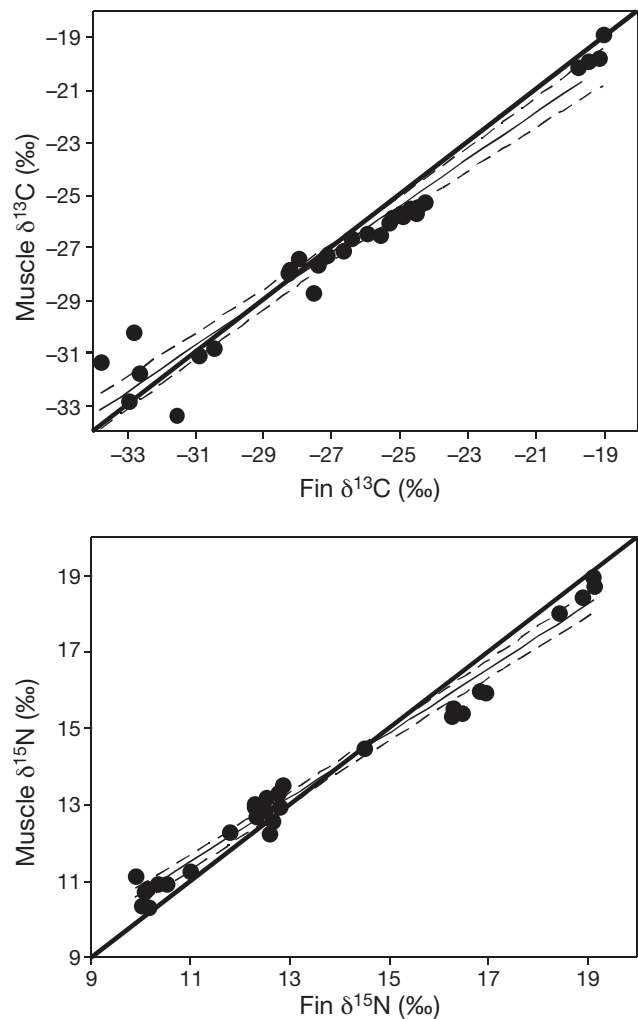 −19
−21
−23
−25
−27
−29
−31
−33
Muscle δ¹³C (‰)
−33 −31 −29 −27 −25 −23 −21 −19
Fin δ¹³C (‰)
19
17
15
13
11
9
Muscle δ¹⁵N (‰)
9 11 13 15 17 19
Fin δ¹⁵N (‰)